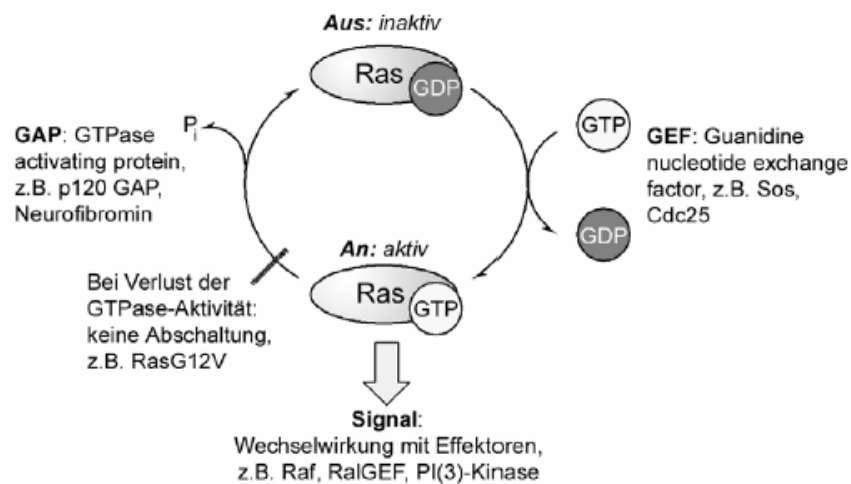 Aus: inaktiv
Ras
GDP
GAP: GTPase
activating protein,
z.B. p120 GAP,
Neurofibromin
Pi
GTP
GDP
GEF: Guanidine
nucleotide exchange
factor, z.B. Sos,
Cdc25
An: aktiv
Ras
GTP
Bei Verlust der
GTPase-Aktivität:
keine Abschaltung,
z.B. RasG12V
Signal:
Wechselwirkung mit Effektoren,
z.B. Raf, RalGEF, PI(3)-Kinase